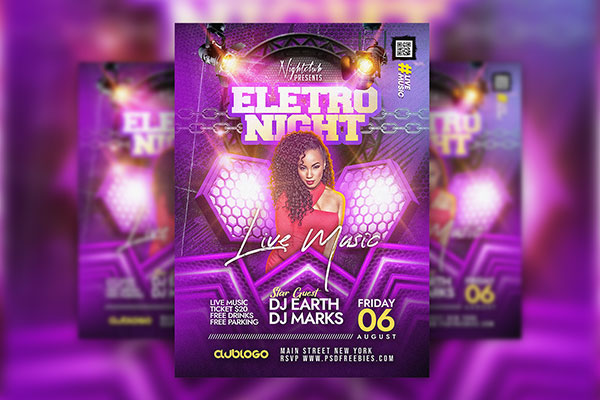 Nightclub
PRESENTS
#LIVE MUSIC
ELETRO
NIGHT
Live Music
LIVE MUSIC
TICKET $20
FREE DRINKS
FREE PARKING
Star Guest
DJ EARTH
DJ MARKS
FRIDAY
06
AUGUST
CLUBLOGO
MAIN STREET NEW YORK
RSVP WWW.PSDFREEBIES.COM